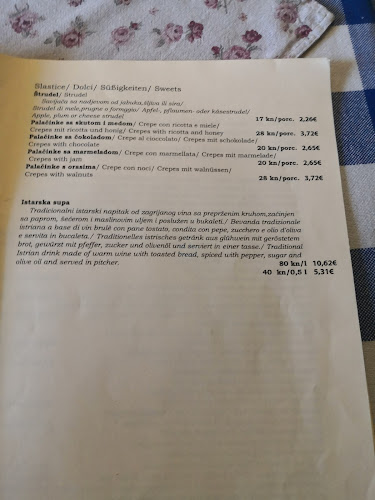 Slastice/ Dolci/ Süßigkeiten/ Sweets
Štrudel/ Strudel
Savijača sa nadjevom od jabuka,šljiva ili sira/
Strudel di mele,prugne o formggio/ Apfel-, pflaumen- oder käsestrudel/
Apple, plum or cheese strudel
17 kn/porc. 2,26€
Palačinke sa skutom i medom/ Crepe con ricotta e miele/
Crepes mit ricotta und honig/ Crepes with ricotta and honey
28 kn/porc. 3,72€
Palačinke sa čokoladom/ Crepe al cioccolato/ Crepes mit schokolade/
Crepes with chocolate 20 kn/porc. 2,65€
Palačinke sa marmeladom/ Crepe con marmellata/ Crepes mit marmelade/
Crepes with jam 20 kn/porc. 2,65€
Palačinke s orasima/ Crepe con noci/ Crepes mit walnüssen/
Crepes with walnuts 28 kn/porc. 3,72€
Istarska supa
Tradicionalni istarski napitak od zagrijanog vina sa preprženim kruhom,začinjen
sa paprom, šećerom i maslinovim uljem i poslužen u bukaleti./ Bevanda tradizionale
istriana a base di vin brulé con pane tostato, condita con pepe, zucchero e olio d'oliva
e servita in bucaleta./ Traditionelles istrisches getränk aus glühwein mit geröstetem
brot, gewürzt mit pfeffer, zucker und olivenöl und serviert in einer tasse./ Traditional
Istrian drink made of warm wine with toasted bread, spiced with pepper, sugar and
olive oil and served in pitcher.
80 kn/l 10,62€
40 kn/0,5 l 5,31€